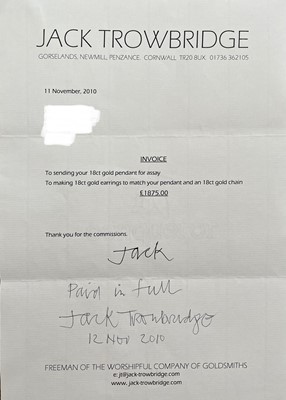 JACK TROWBRIDGE
GORSELANDS, NEWMILL, PENZANCE, CORNWALL TR20 8UX 01736 362105
11 November, 2010
INVOICE
To sending your 18ct gold pendant for assay
To making 18ct gold earrings to match your pendant and an 18ct gold chain
£1875.00
Thank you for the commissions.
Jack
Paid in full
Jack Trowbridge
12 Nov 2010
FREEMAN OF THE WORSHIPFUL COMPANY OF GOLDSMITHS
e: jt@jack-trowbridge.com
www. jack-trowbridge.com